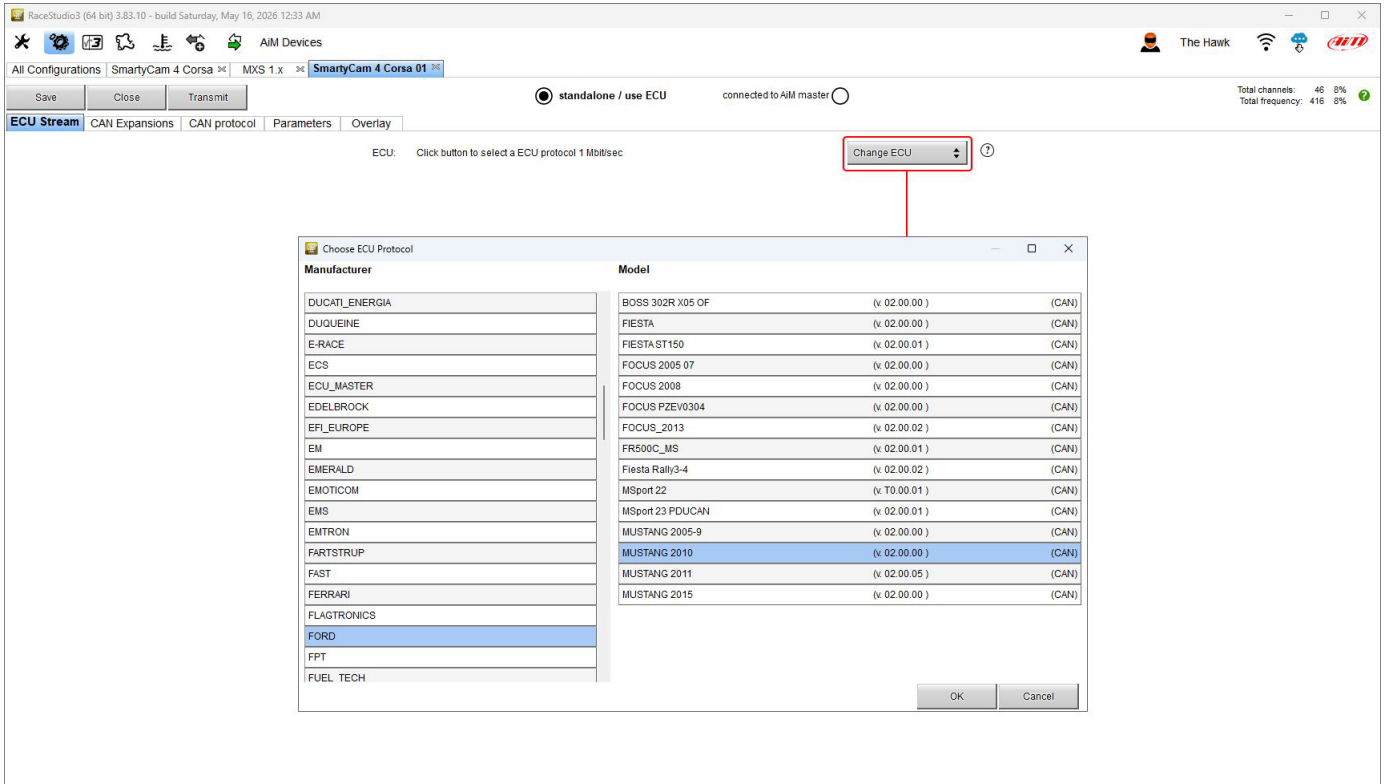 RaceStudio3 (64 bit) 3.83.10 - build Saturday, May 16, 2026 12:33 AM
AiM Devices
The Hawk
AiM
All Configurations SmartyCam 4 Corsa MXS 1.x SmartyCam 4 Corsa 01
Save Close Transmit standalone / use ECU connected to AiM master Total channels: 46 8%
Total frequency: 416 8%
ECU Stream CAN Expansions CAN protocol Parameters Overlay
ECU: Click button to select a ECU protocol 1 Mbit/sec Change ECU
Choose ECU Protocol
Manufacturer Model
DUCATI_ENERGIA BOSS 302R X05 OF (v. 02.00.00 ) (CAN)
DUQUEINE FIESTA (v. 02.00.00 ) (CAN)
E-RACE FIESTA ST150 (v. 02.00.01 ) (CAN)
ECS FOCUS 2005 07 (v. 02.00.00 ) (CAN)
ECU_MASTER FOCUS 2008 (v. 02.00.00 ) (CAN)
EDELBROCK FOCUS PZEV0304 (v. 02.00.00 ) (CAN)
EFI_EUROPE FOCUS_2013 (v. 02.00.02 ) (CAN)
EM FR500C_MS (v. 02.00.01 ) (CAN)
EMERALD Fiesta Rally3-4 (v. 02.00.02 ) (CAN)
EMOTICOM MSport 22 (v. T0.00.01 ) (CAN)
EMS MSport 23 PDUCAN (v. 02.00.01 ) (CAN)
EMTRON MUSTANG 2005-9 (v. 02.00.00 ) (CAN)
FARTSTRUP MUSTANG 2010 (v. 02.00.00 ) (CAN)
FAST MUSTANG 2011 (v. 02.00.05 ) (CAN)
FERRARI MUSTANG 2015 (v. 02.00.00 ) (CAN)
FLAGTRONICS
FORD
FPT
FUEL_TECH
OK Cancel